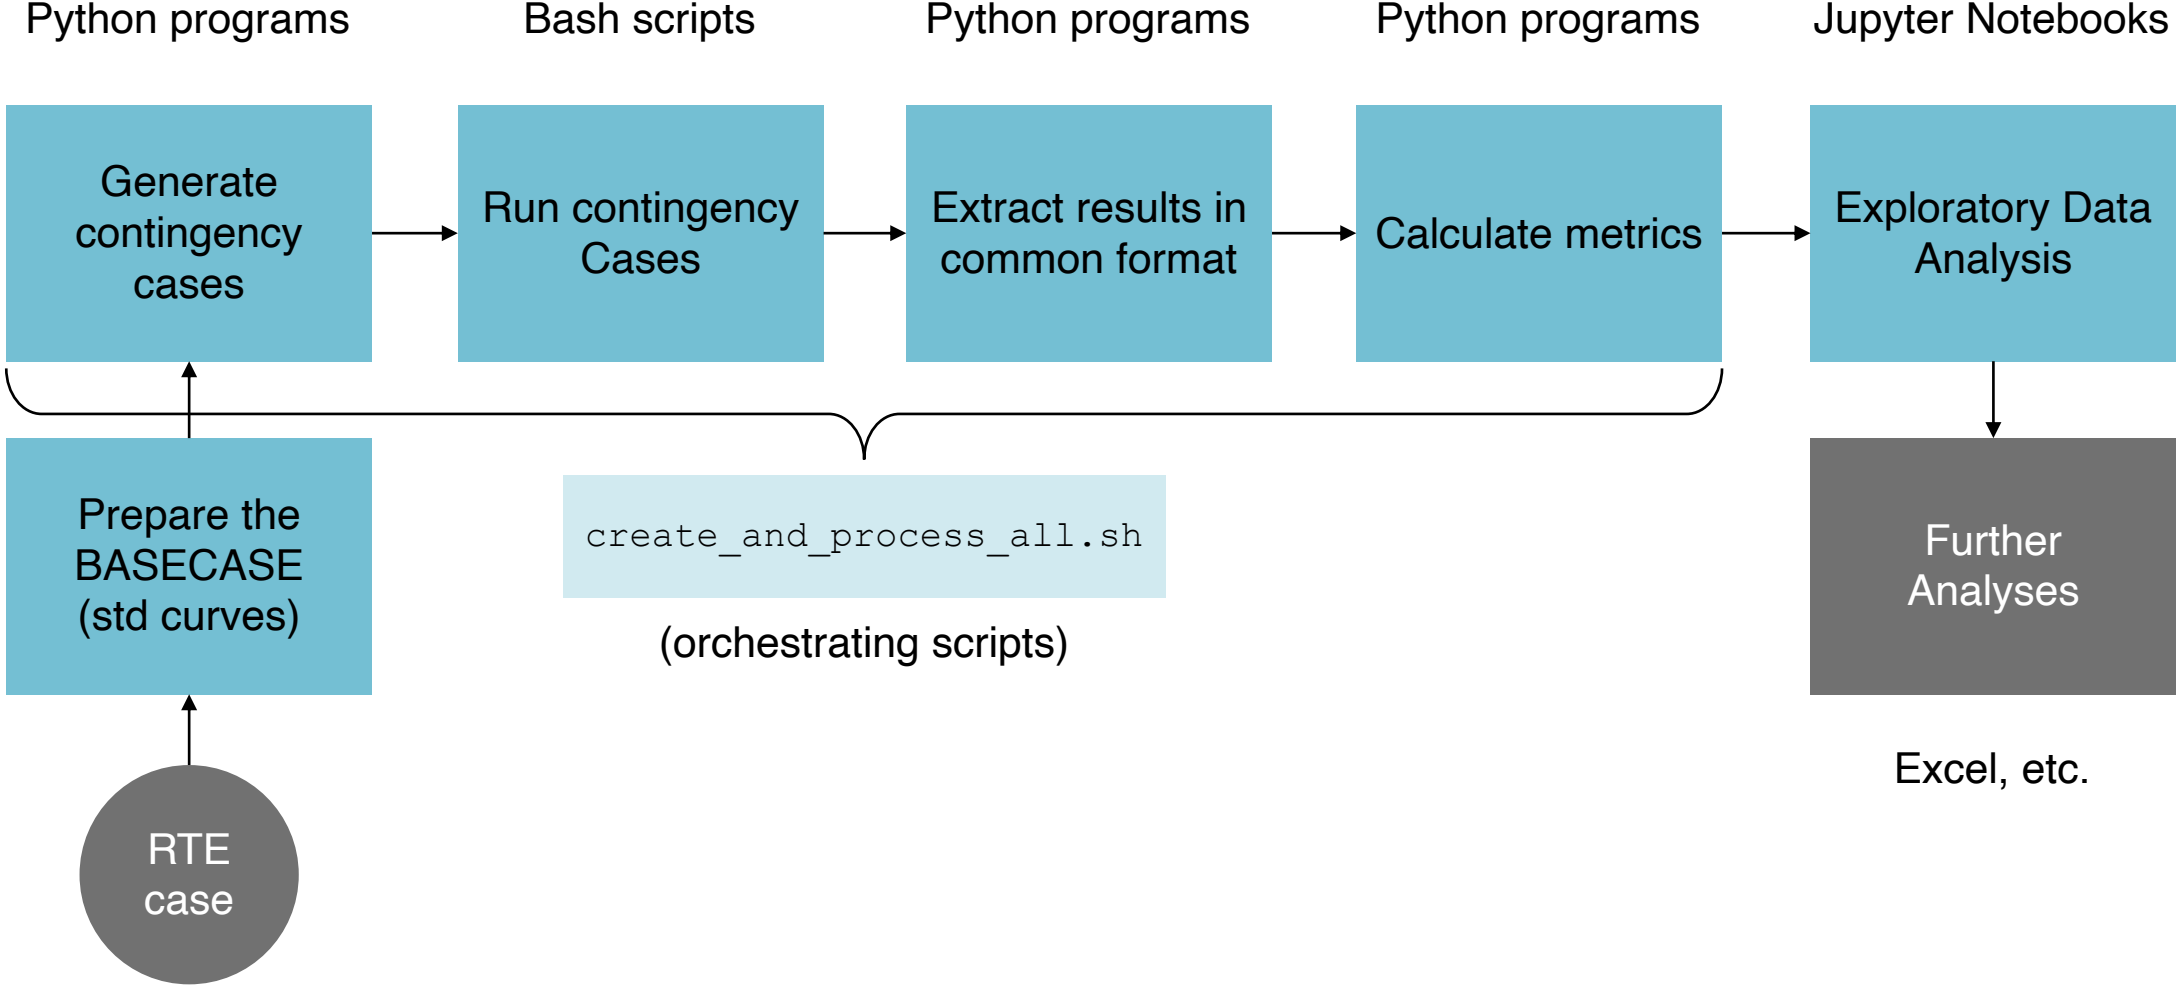 Python programs
Bash scripts
Python programs
Python programs
Jupyter Notebooks
Generate
contingency
cases
Run contingency
Cases
Extract results in
common format
Calculate metrics
Exploratory Data
Analysis
Prepare the
BASECASE
(std curves)
create_and_process_all.sh
(orchestrating scripts)
Further
Analyses
Excel, etc.
RTE
case